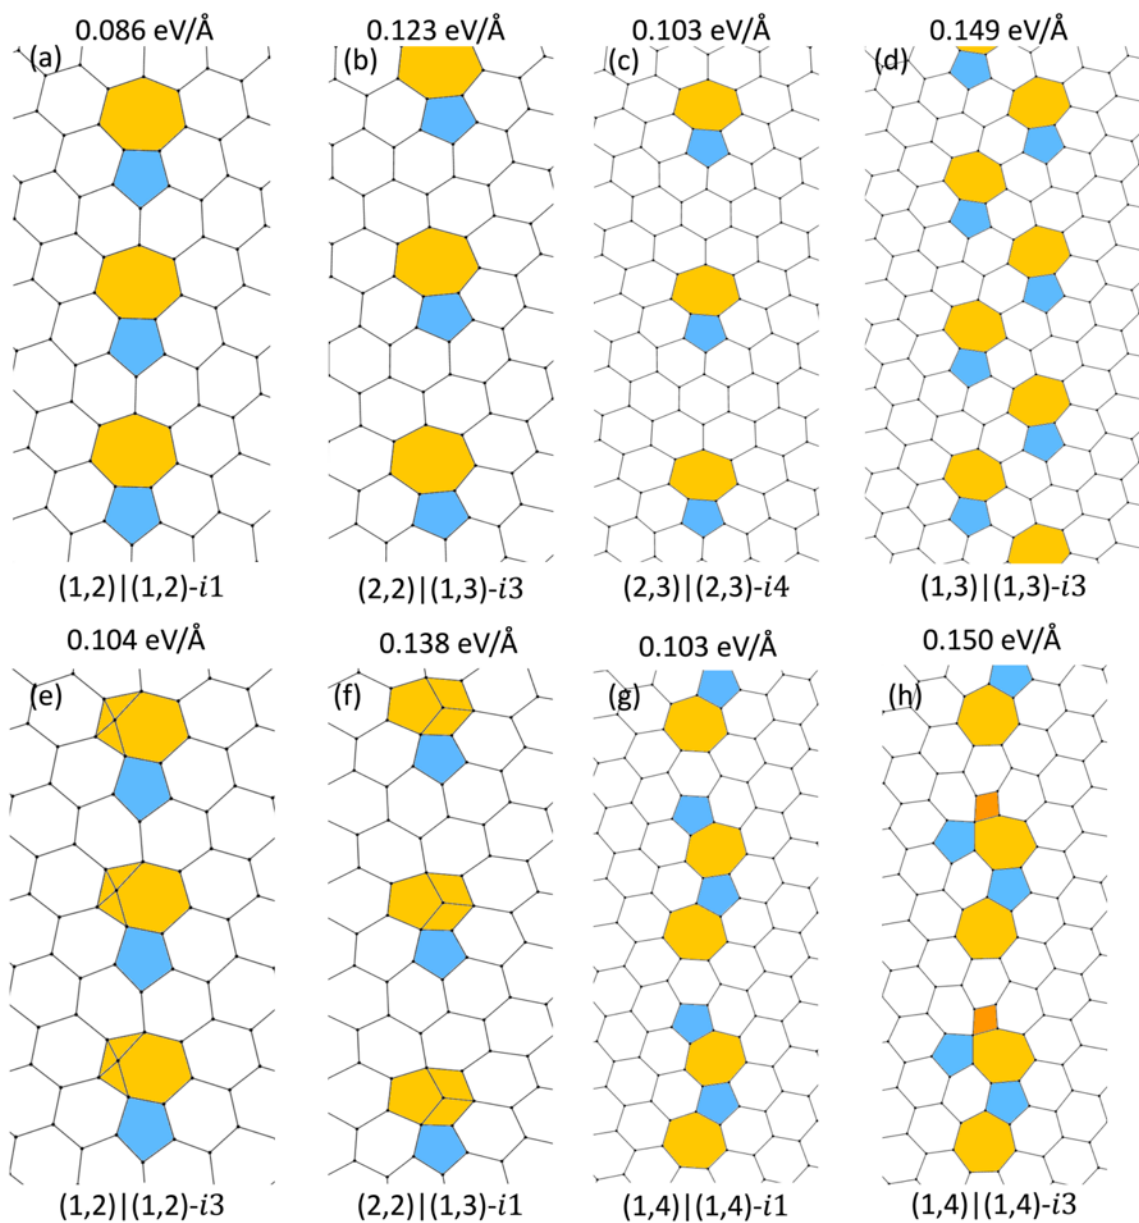 0.086 eV/Å 0.123 eV/Å 0.103 eV/Å 0.149 eV/Å
(a) (b) (c) (d)
(1,2)|(1,2)-i1 (2,2)|(1,3)-i3 (2,3)|(2,3)-i4 (1,3)|(1,3)-i3
0.104 eV/Å 0.138 eV/Å 0.103 eV/Å 0.150 eV/Å
(e) (f) (g) (h)
(1,2)|(1,2)-i3 (2,2)|(1,3)-i1 (1,4)|(1,4)-i1 (1,4)|(1,4)-i3